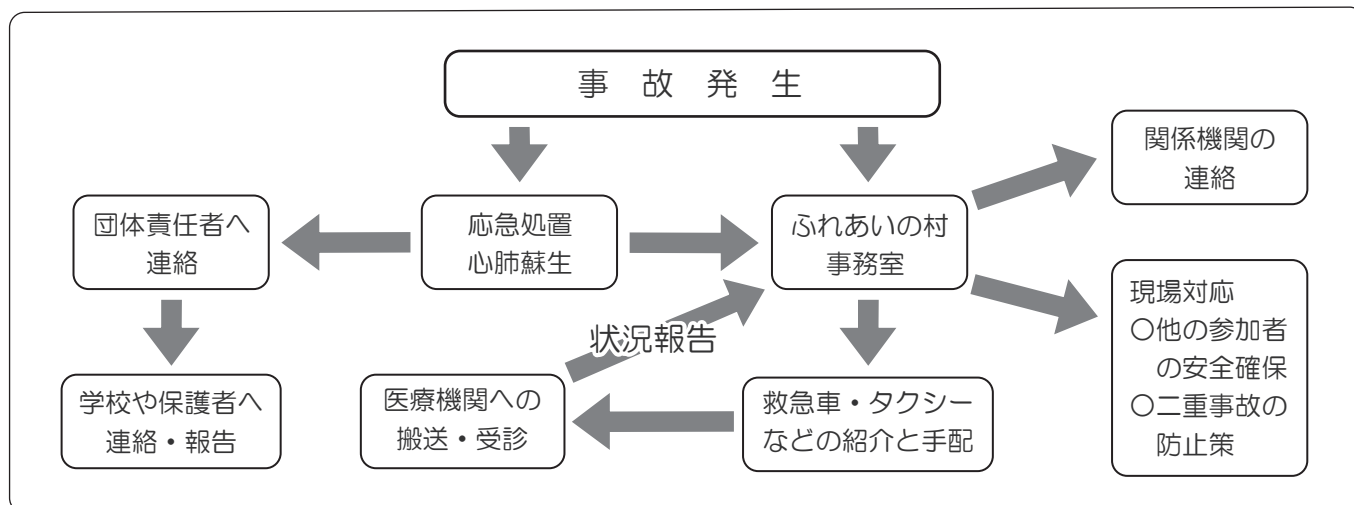 事故発生
関係機関の
連絡
団体責任者へ
連絡
応急処置
心肺蘇生
ふれあいの村
事務室
現場対応
〇他の参加者
の安全確保
〇二重事故の
防止策
状況報告
学校や保護者へ
連絡・報告
医療機関への
搬送・受診
救急車・タクシー
などの紹介と手配